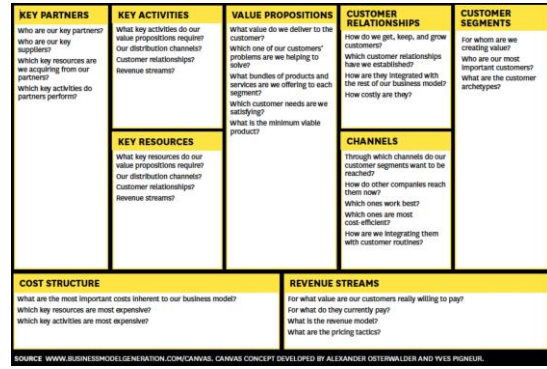 KEY PARTNERS
Who are our key partners?
Who are our key
suppliers?
Which key resources are
we acquiring from our
partners?
Which key activities do
partners perform?
KEY ACTIVITIES
What key activities do our
value propositions require?
Our distribution channels?
Customer relationships?
Revenue streams?
KEY RESOURCES
What key resources do our
value propositions require?
Our distribution channels?
Customer relationships?
Revenue streams?
VALUE PROPOSITIONS
What value do we deliver to the
customer?
Which one of our customers'
problems are we helping to
solve?
What bundles of products and
services are we offering to each
segment?
Which customer needs are we
satisfying?
What is the minimum viable
product?
CUSTOMER
RELATIONSHIPS
How do we get, keep, and grow
customers?
Which customer relationships
have we established?
How are they integrated with
the rest of our business model?
How costly are they?
CHANNELS
Through which channels do our
customer segments want to be
reached?
How do other companies reach
them now?
Which ones work best?
Which ones are most
cost-efficient?
How are we integrating them
with customer routines?
CUSTOMER
SEGMENTS
For whom are we
creating value?
Who are our most
important customers?
What are the customer
archetypes?
COST STRUCTURE
What are the most important costs inherent to our business model?
Which key resources are most expensive?
Which key activities are most expensive?
REVENUE STREAMS
For what value are our customers really willing to pay?
For what do they currently pay?
What is the revenue model?
What are the pricing tactics?
SOURCE WWW.BUSINESSMODELGENERATION.COM/CANVAS. CANVAS CONCEPT DEVELOPED BY ALEXANDER OSTERWALDER AND YVES PIGNEUR.